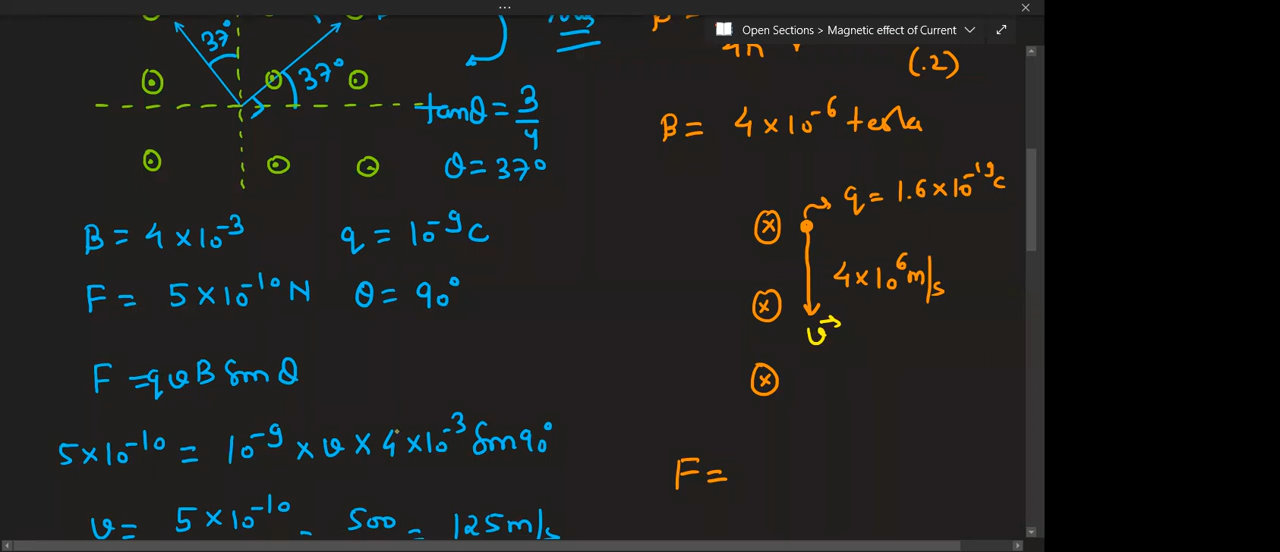 Open Sections > Magnetic effect of Current
37°
37°
tanθ = 3/4
θ = 37°
B = 4 × 10⁻³ q = 10⁻⁹ C
F = 5 × 10⁻¹⁰ N θ = 90°
F = qvB Sin θ
5 × 10⁻¹⁰ = 10⁻⁹ × v × 4 × 10⁻³ Sin 90°
v = 5 × 10⁻¹⁰ = 500 = 125 m/s
(.2)
B = 4 × 10⁻⁶ tesla
q = 1.6 × 10⁻¹⁹ C
4 × 10⁶ m/s
v→
F =